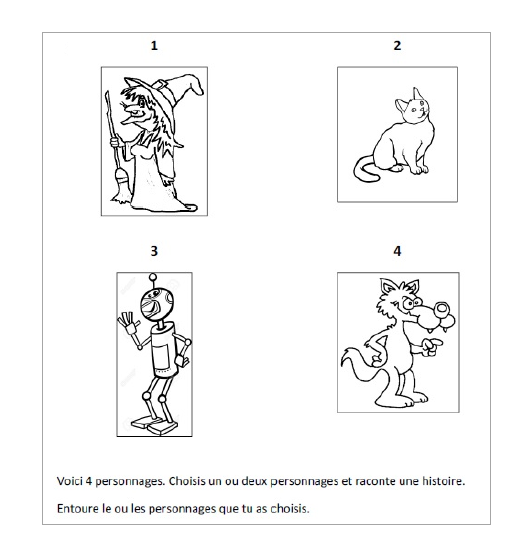 1
2
3
4
Voici 4 personnages. Choisis un ou deux personnages et raconte une histoire.
Entoure le ou les personnages que tu as choisis.